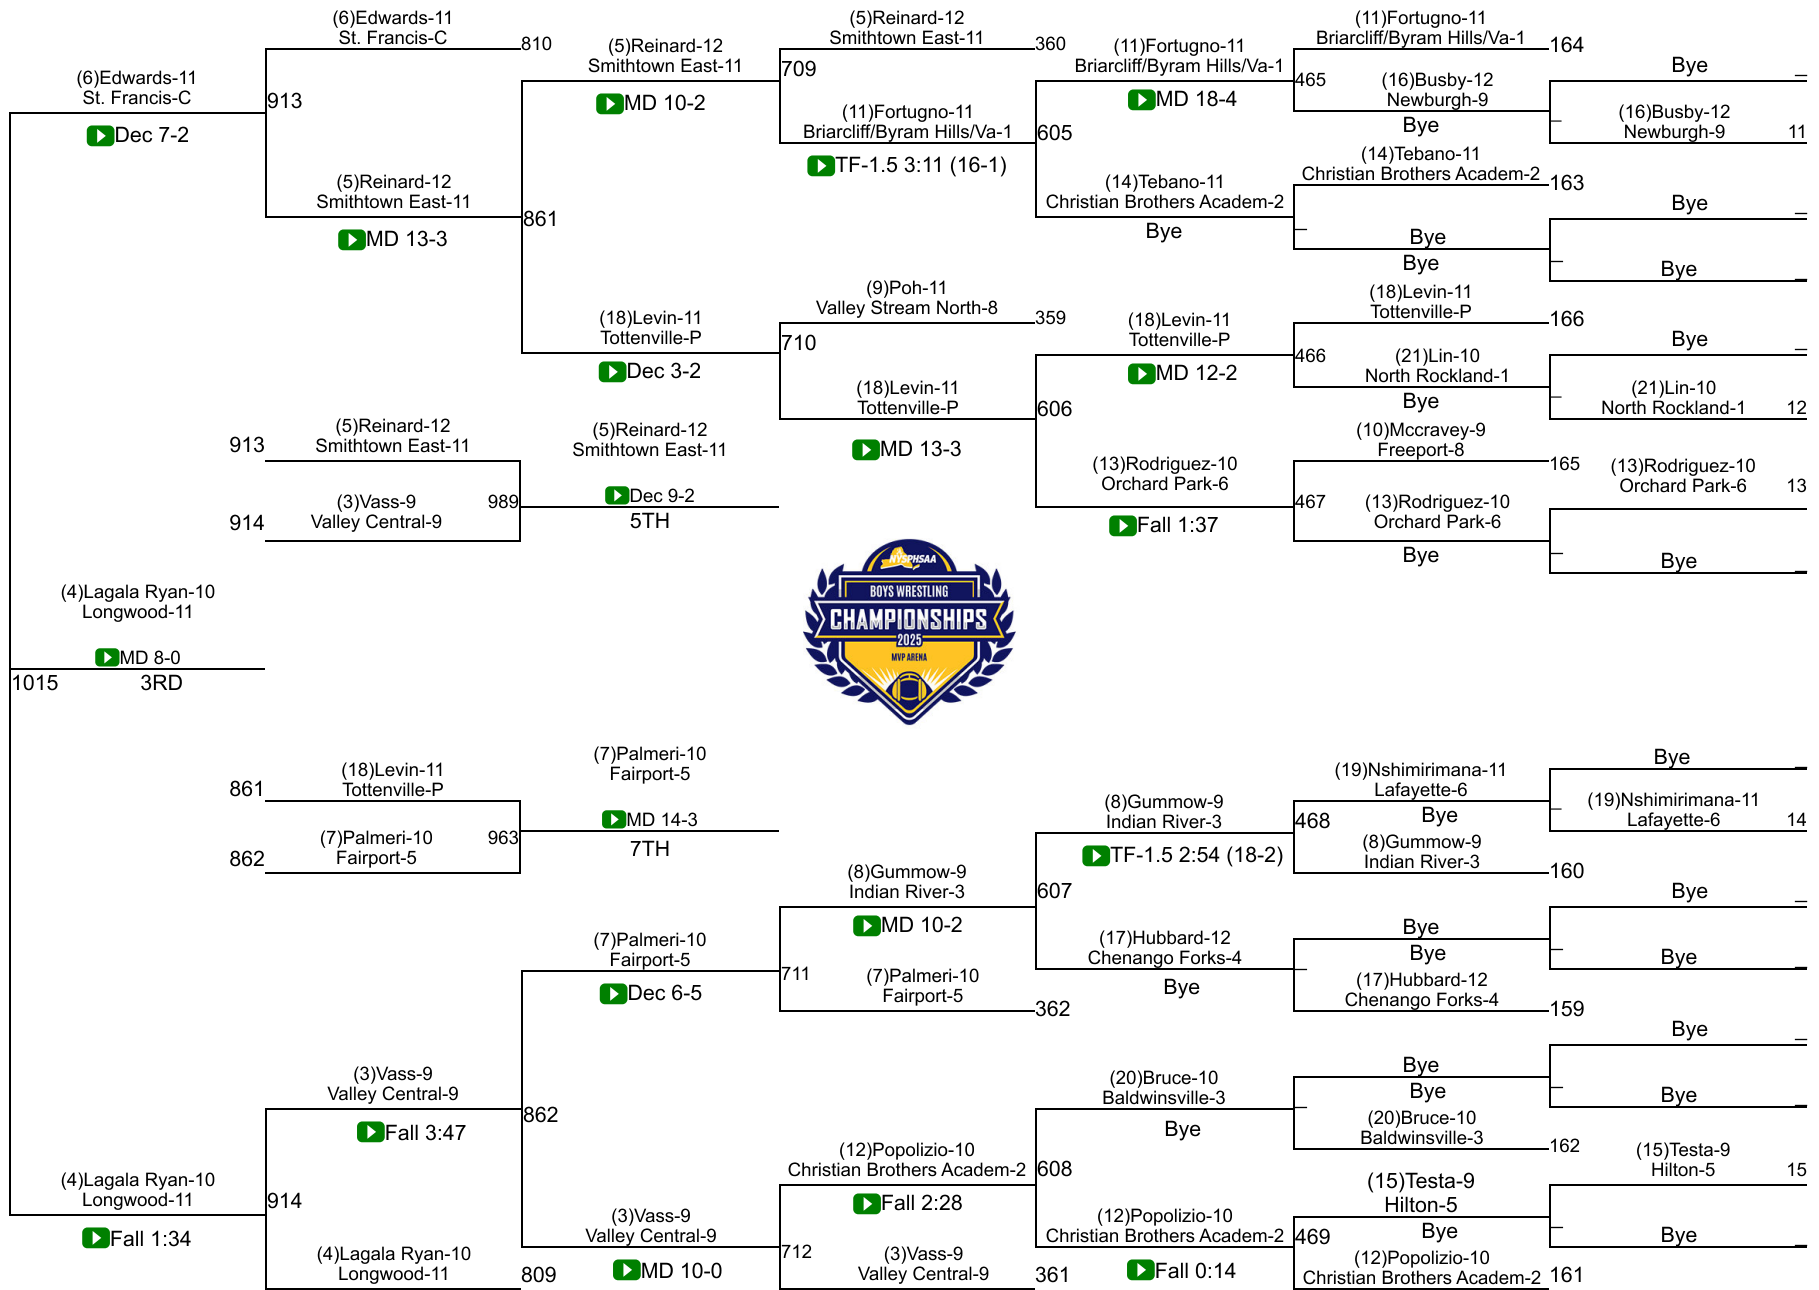 (6)Edwards-11
St. Francis-C
810
(5)Reinard-12
Smithtown East-11
(5)Reinard-12
Smithtown East-11
360
(11)Fortugno-11
Briarcliff/Byram Hills/Va-1
(11)Fortugno-11
Briarcliff/Byram Hills/Va-1
164
Bye
(6)Edwards-11
St. Francis-C
913
Dec 7-2
MD 10-2
709
(11)Fortugno-11
Briarcliff/Byram Hills/Va-1
TF-1.5 3:11 (16-1)
MD 18-4
605
465
(16)Busby-12
Newburgh-9
Bye
(16)Busby-12
Newburgh-9
11
(14)Tebano-11
Christian Brothers Academ-2
163
(5)Reinard-12
Smithtown East-11
MD 13-3
861
(14)Tebano-11
Christian Brothers Academ-2
Bye
Bye
Bye
Bye
Bye
(9)Poh-11
Valley Stream North-8
359
(18)Levin-11
Tottenville-P
166
(18)Levin-11
Tottenville-P
Dec 3-2
710
(18)Levin-11
Tottenville-P
MD 12-2
466
(21)Lin-10
North Rockland-1
Bye
Bye
(21)Lin-10
North Rockland-1
12
(18)Levin-11
Tottenville-P
606
MD 13-3
913
(5)Reinard-12
Smithtown East-11
(5)Reinard-12
Smithtown East-11
(10)Mccravey-9
Freeport-8
165
(13)Rodriguez-10
Orchard Park-6
13
(13)Rodriguez-10
Orchard Park-6
Fall 1:37
467
(13)Rodriguez-10
Orchard Park-6
Bye
Bye
914
(3)Vass-9
Valley Central-9
989
Dec 9-2
5TH
NYSPHSAA
BOYS WRESTLING
CHAMPIONSHIPS
2025
MVP ARENA
(4)Lagala Ryan-10
Longwood-11
MD 8-0
1015
3RD
861
(18)Levin-11
Tottenville-P
(7)Palmeri-10
Fairport-5
862
(7)Palmeri-10
Fairport-5
963
MD 14-3
7TH
(8)Gummow-9
Indian River-3
TF-1.5 2:54 (18-2)
(19)Nshimirimana-11
Lafayette-6
468
Bye
(8)Gummow-9
Indian River-3
160
Bye
(19)Nshimirimana-11
Lafayette-6
14
(8)Gummow-9
Indian River-3
MD 10-2
607
(17)Hubbard-12
Chenango Forks-4
Bye
Bye
Bye
(17)Hubbard-12
Chenango Forks-4
159
Bye
Bye
(7)Palmeri-10
Fairport-5
Dec 6-5
711
(7)Palmeri-10
Fairport-5
362
(3)Vass-9
Valley Central-9
Fall 3:47
862
(20)Bruce-10
Baldwinsville-3
Bye
Bye
Bye
(20)Bruce-10
Baldwinsville-3
162
Bye
Bye
(4)Lagala Ryan-10
Longwood-11
Fall 1:34
914
(12)Popolizio-10
Christian Brothers Academ-2
608
Fall 2:28
(15)Testa-9
Hilton-5
Bye
(15)Testa-9
Hilton-5
15
Bye
(4)Lagala Ryan-10
Longwood-11
809
(3)Vass-9
Valley Central-9
MD 10-0
712
(3)Vass-9
Valley Central-9
361
(12)Popolizio-10
Christian Brothers Academ-2
Fall 0:14
469
(12)Popolizio-10
Christian Brothers Academ-2
161